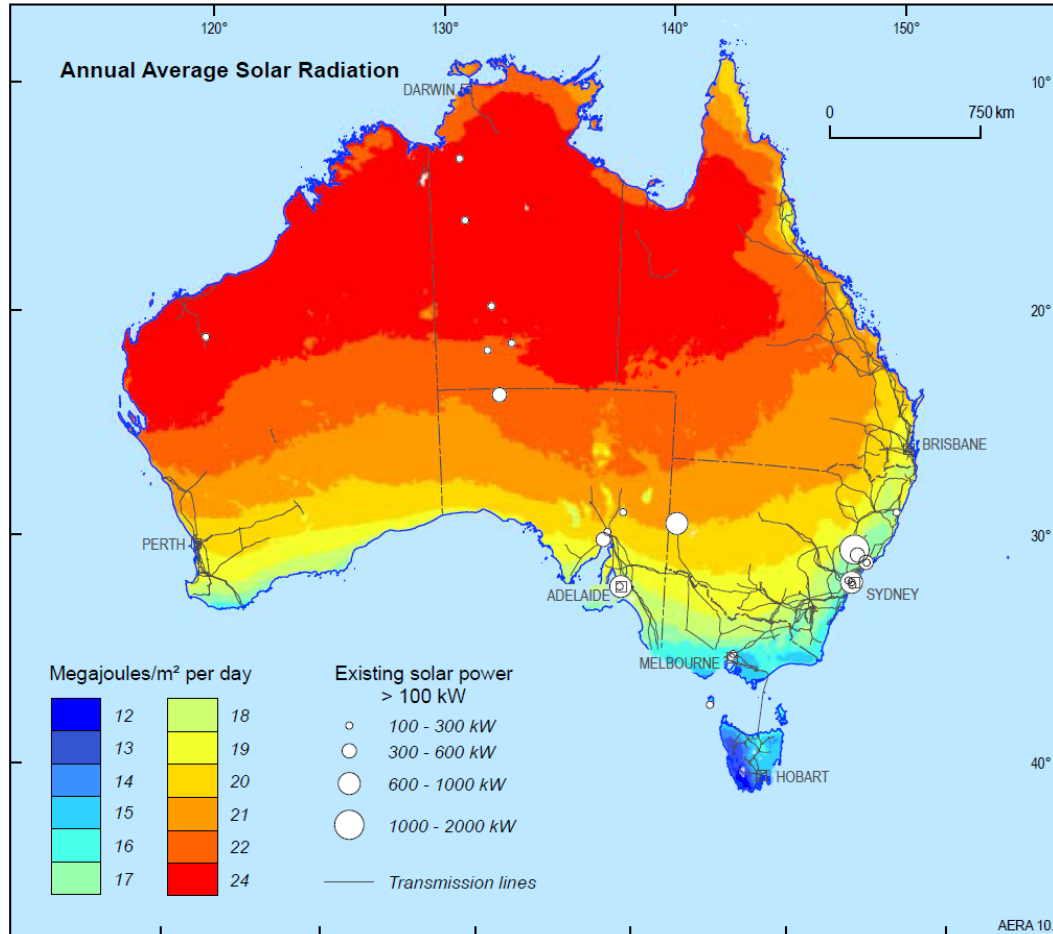 120°
130°
140°
150°
Annual Average Solar Radiation
DARWIN
10°
0
750 km
20°
BRISBANE
30°
PERTH
ADELAIDE
SYDNEY
MELBOURNE
40°
HOBART
Megajoules/m² per day
12
13
14
15
16
17
18
19
20
21
22
24
Existing solar power
> 100 kW
100 - 300 kW
300 - 600 kW
600 - 1000 kW
1000 - 2000 kW
Transmission lines
AERA 10.